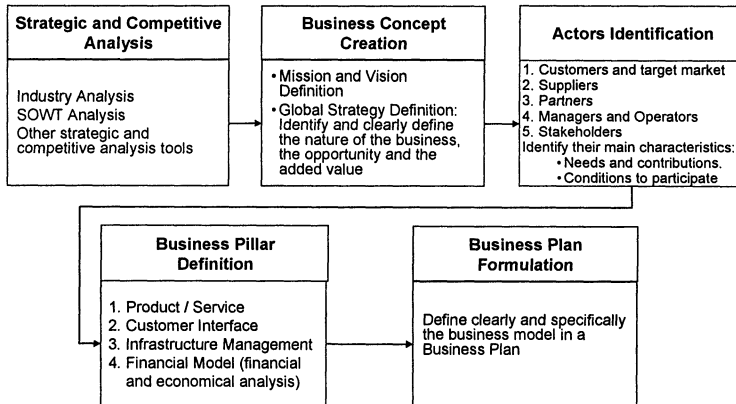 Strategic and Competitive
Analysis
Industry Analysis
SOWT Analysis
Other strategic and
competitive analysis tools
Business Concept
Creation
• Mission and Vision
Definition
• Global Strategy Definition:
Identify and clearly define
the nature of the business,
the opportunity and the
added value
Actors Identification
1. Customers and target market
2. Suppliers
3. Partners
4. Managers and Operators
5. Stakeholders
Identify their main characteristics:
• Needs and contributions.
• Conditions to participate
Business Pillar
Definition
1. Product / Service
2. Customer Interface
3. Infrastructure Management
4. Financial Model (financial
and economical analysis)
Business Plan
Formulation
Define clearly and specifically
the business model in a
Business Plan